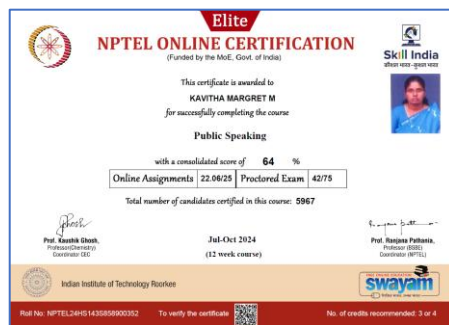 Elite
NPTEL ONLINE CERTIFICATION
(Funded by the MoE, Govt. of India)
Skill India
कौशल भारत - कुशल भारत
This certificate is awarded to
KAVITHA MARGRET M
for successfully completing the course
Public Speaking
with a consolidated score of 64 %
Online Assignments 22.06/25 Proctored Exam 42/75
Total number of candidates certified in this course: 5967
Prof. Kaushik Ghosh,
Professor(Chemistry)
Coordinator CEC
Jul-Oct 2024
(12 week course)
Prof. Ranjana Pathania,
Professor (BSBE)
Coordinator (NPTEL)
Indian Institute of Technology Roorkee
swayam
Roll No: NPTEL24HS143S858900352
To verify the certificate
No. of credits recommended: 3 or 4